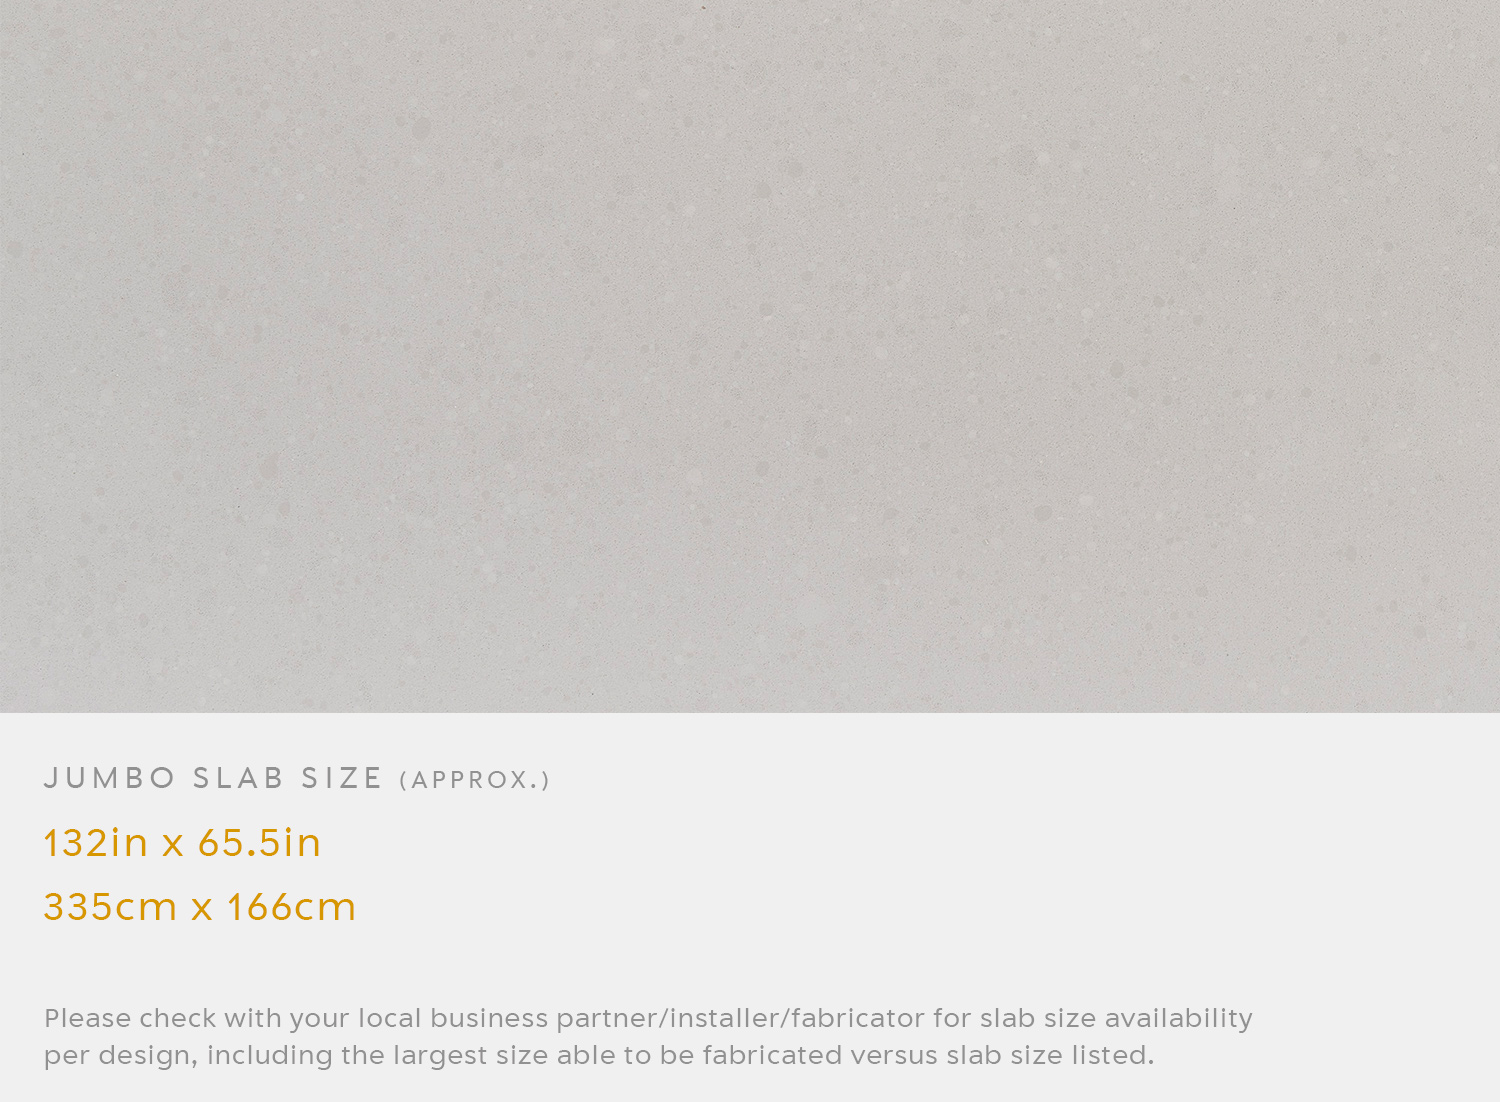 JUMBO SLAB SIZE (APPROX.)
132in x 65.5in
335cm x 166cm
Please check with your local business partner/installer/fabricator for slab size availability
per design, including the largest size able to be fabricated versus slab size listed.